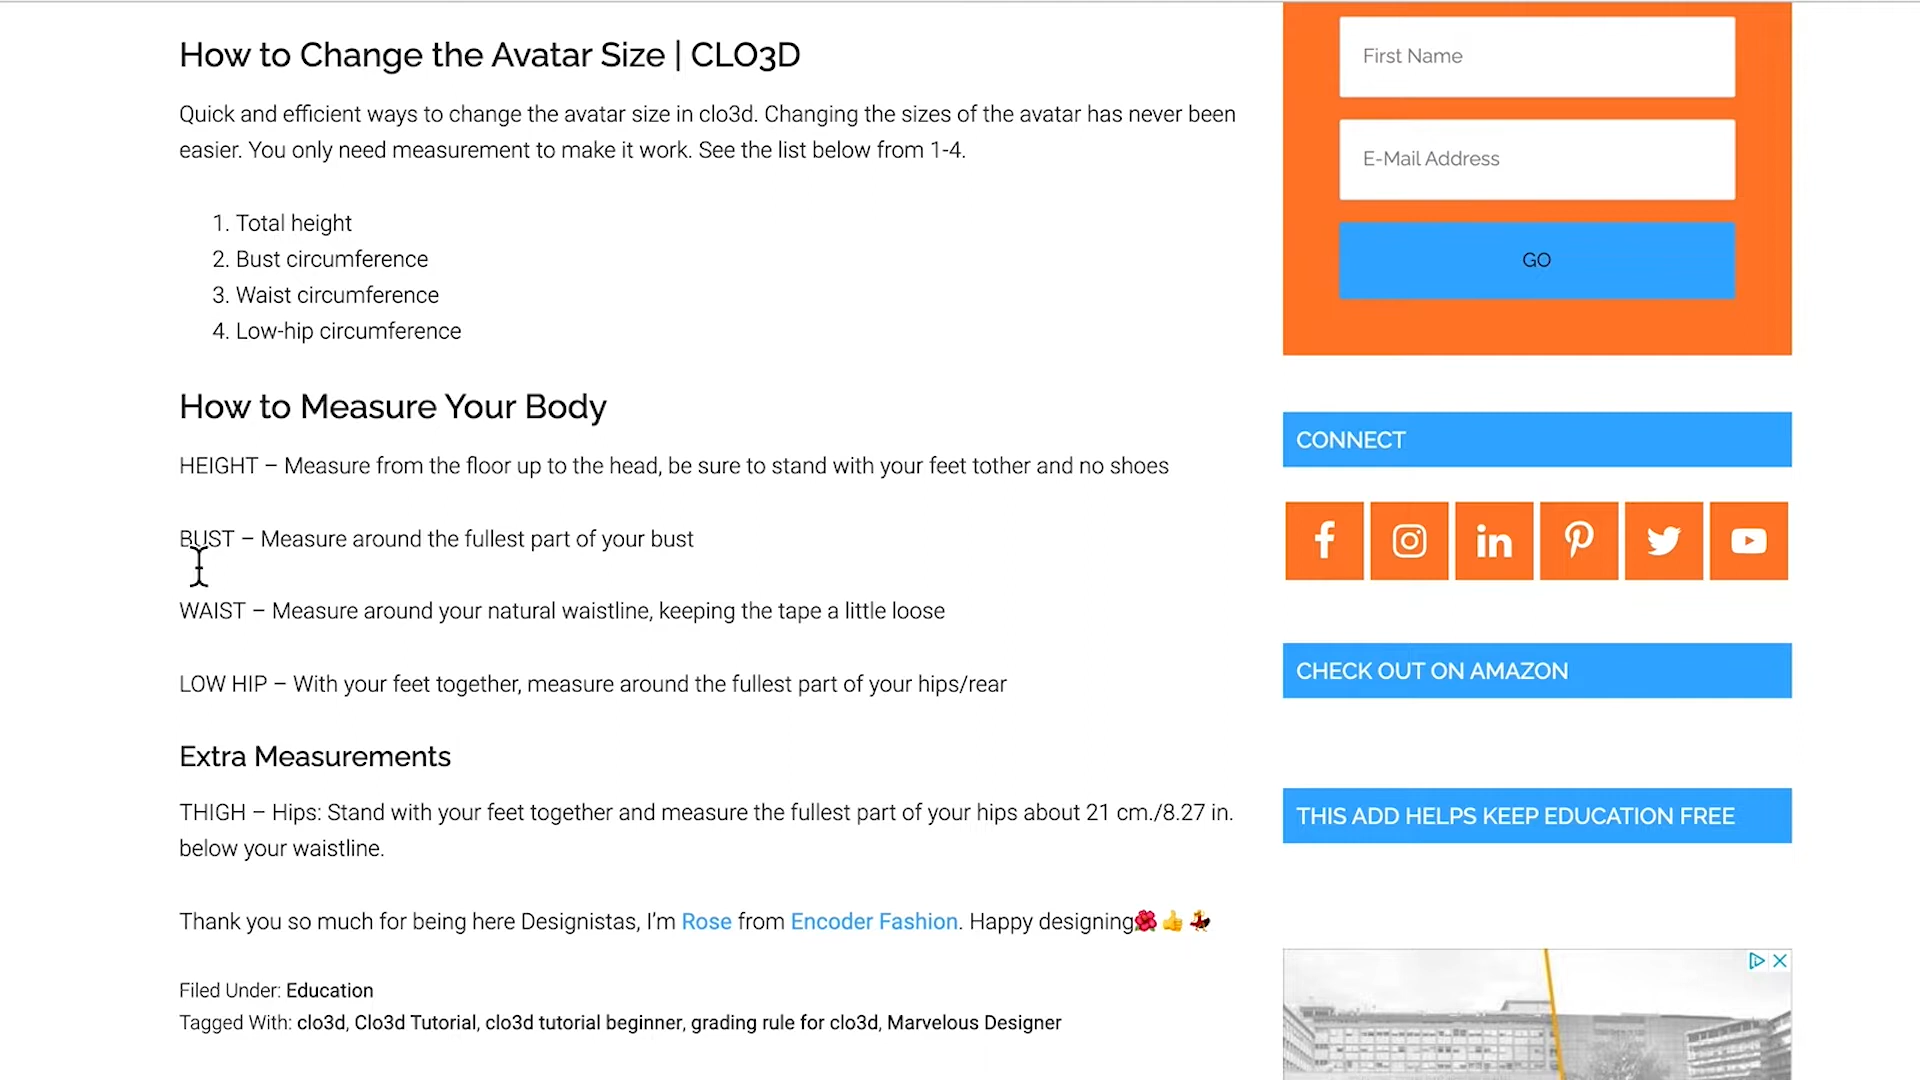 How to Change the Avatar Size | CLO3D
Quick and efficient ways to change the avatar size in clo3d. Changing the sizes of the avatar has never been
easier. You only need measurement to make it work. See the list below from 1-4.
1. Total height
2. Bust circumference
3. Waist circumference
4. Low-hip circumference
How to Measure Your Body
HEIGHT – Measure from the floor up to the head, be sure to stand with your feet tother and no shoes
BUST – Measure around the fullest part of your bust
WAIST – Measure around your natural waistline, keeping the tape a little loose
LOW HIP – With your feet together, measure around the fullest part of your hips/rear
Extra Measurements
THIGH – Hips: Stand with your feet together and measure the fullest part of your hips about 21 cm./8.27 in.
below your waistline.
Thank you so much for being here Designistas, I’m Rose from Encoder Fashion. Happy designing🌺👍💃
Filed Under: Education
Tagged With: clo3d, Clo3d Tutorial, clo3d tutorial beginner, grading rule for clo3d, Marvelous Designer
First Name
E-Mail Address
GO
CONNECT
CHECK OUT ON AMAZON
THIS ADD HELPS KEEP EDUCATION FREE